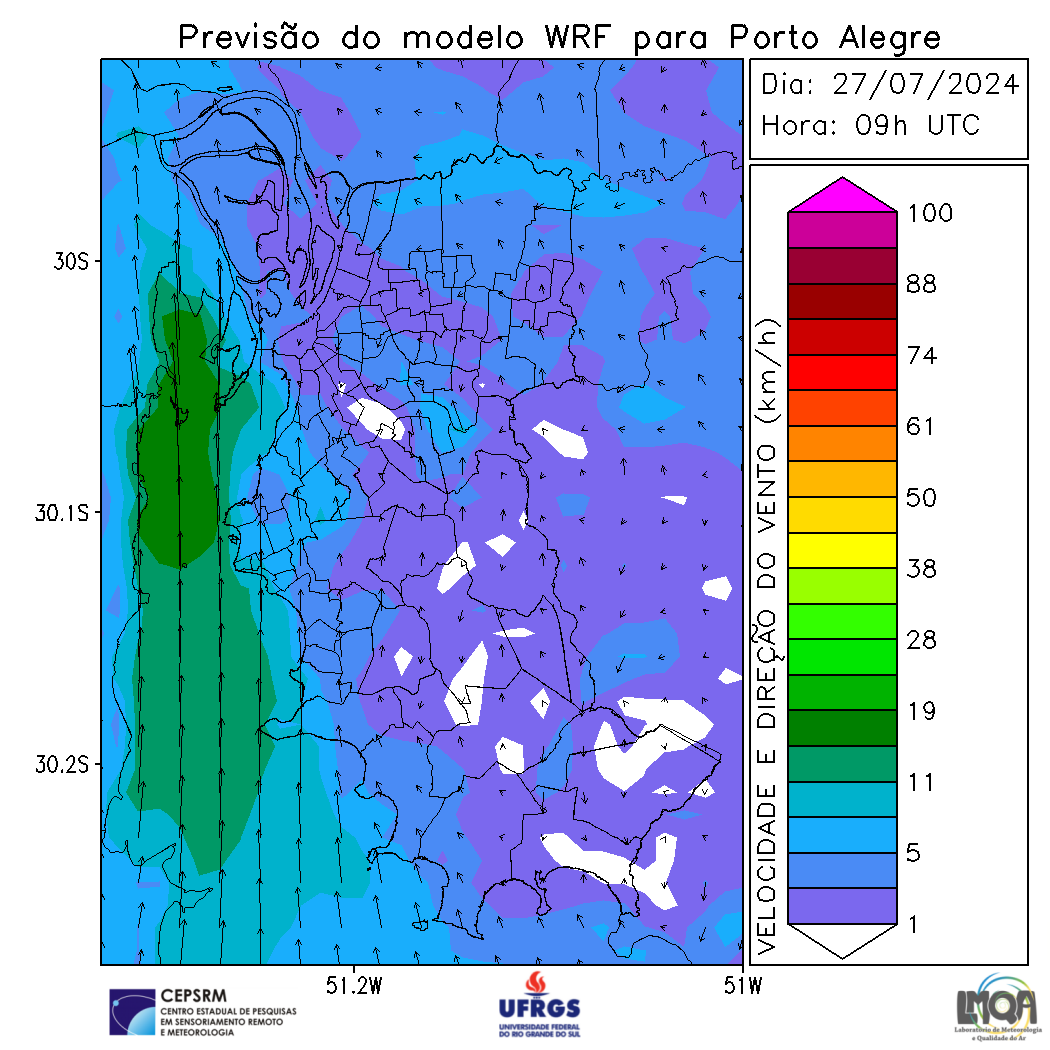 Previsão do modelo WRF para Porto Alegre
Dia: 27/07/2024
Hora: 09h UTC
30S
30.1S
30.2S
51.2W
51W
VELOCIDADE E DIREÇÃO DO VENTO (km/h)
100
88
74
61
50
38
28
19
11
5
1
CEPSRM
CENTRO ESTADUAL DE PESQUISAS
EM SENSORIAMENTO REMOTO
E METEOROLOGIA
UFRGS
UNIVERSIDADE FEDERAL
DO RIO GRANDE DO SUL
LMQA
Laboratório de Meteorologia
e Qualidade do Ar